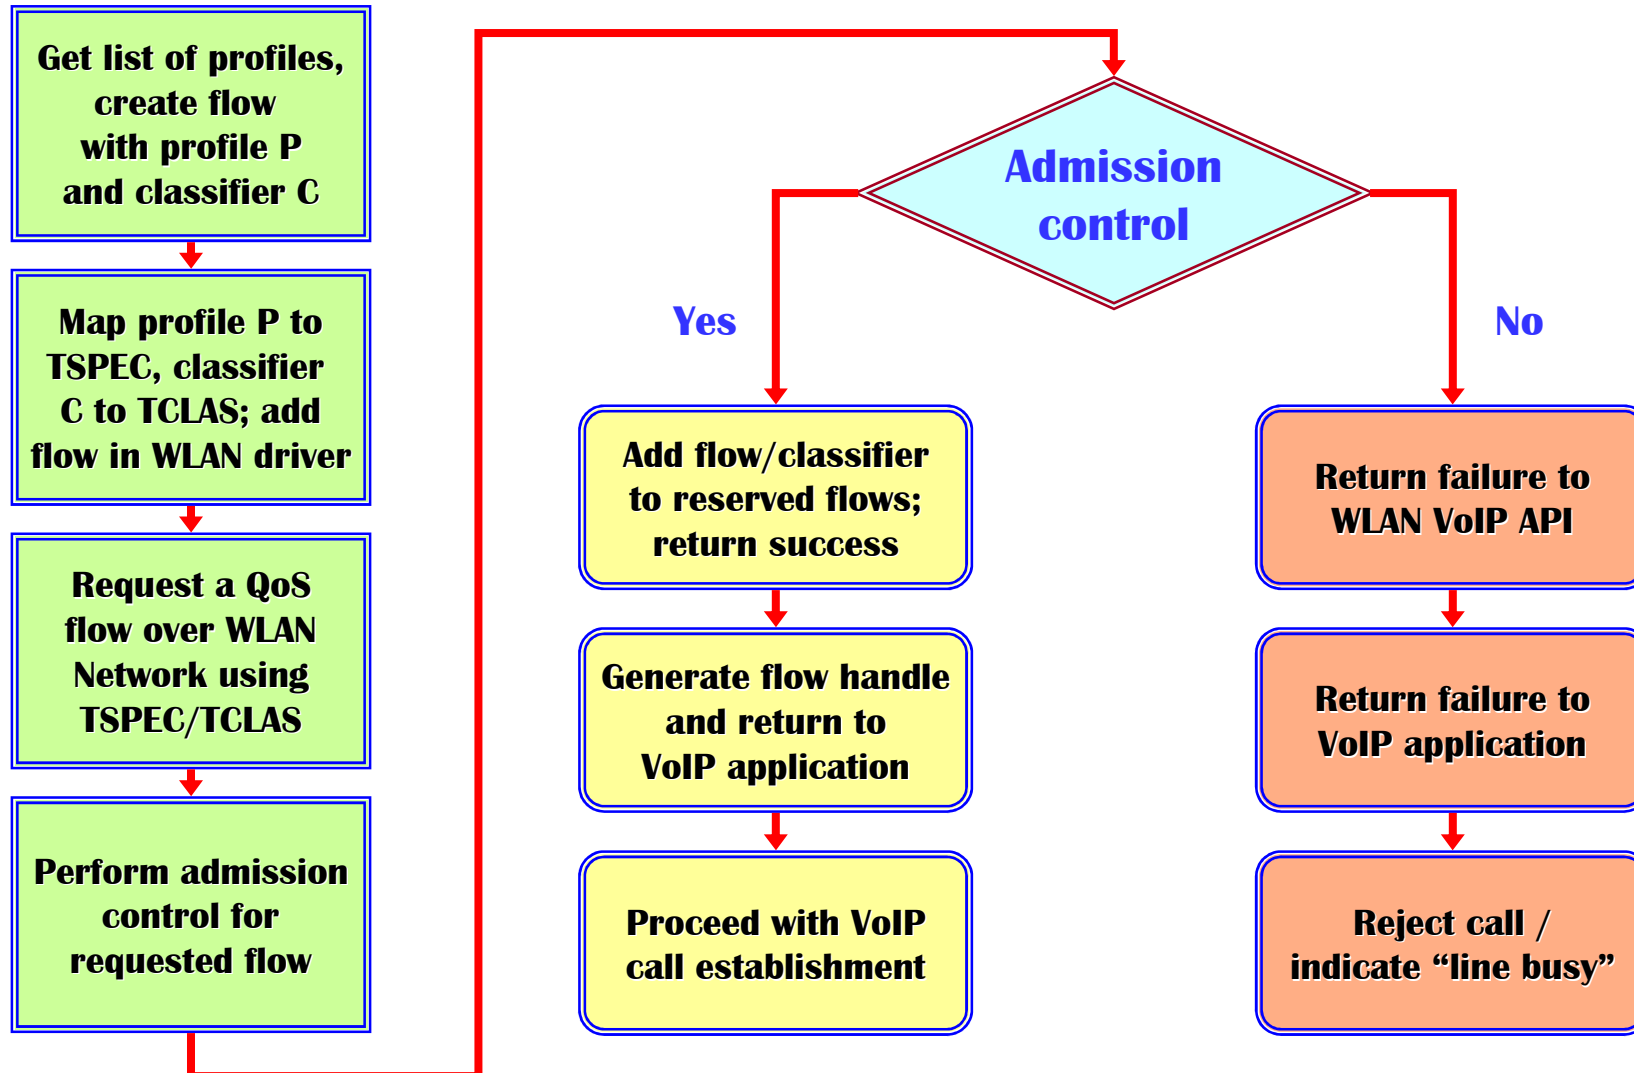 Get list of profiles,
create flow
with profile P
and classifier C
Map profile P to
TSPEC, classifier
C to TCLAS; add
flow in WLAN driver
Request a QoS
flow over WLAN
Network using
TSPEC/TCLAS
Perform admission
control for
requested flow
Admission
control
Yes
No
Add flow/classifier
to reserved flows;
return success
Generate flow handle
and return to
VoIP application
Proceed with VoIP
call establishment
Return failure to
WLAN VoIP API
Return failure to
VoIP application
Reject call /
indicate “line busy”